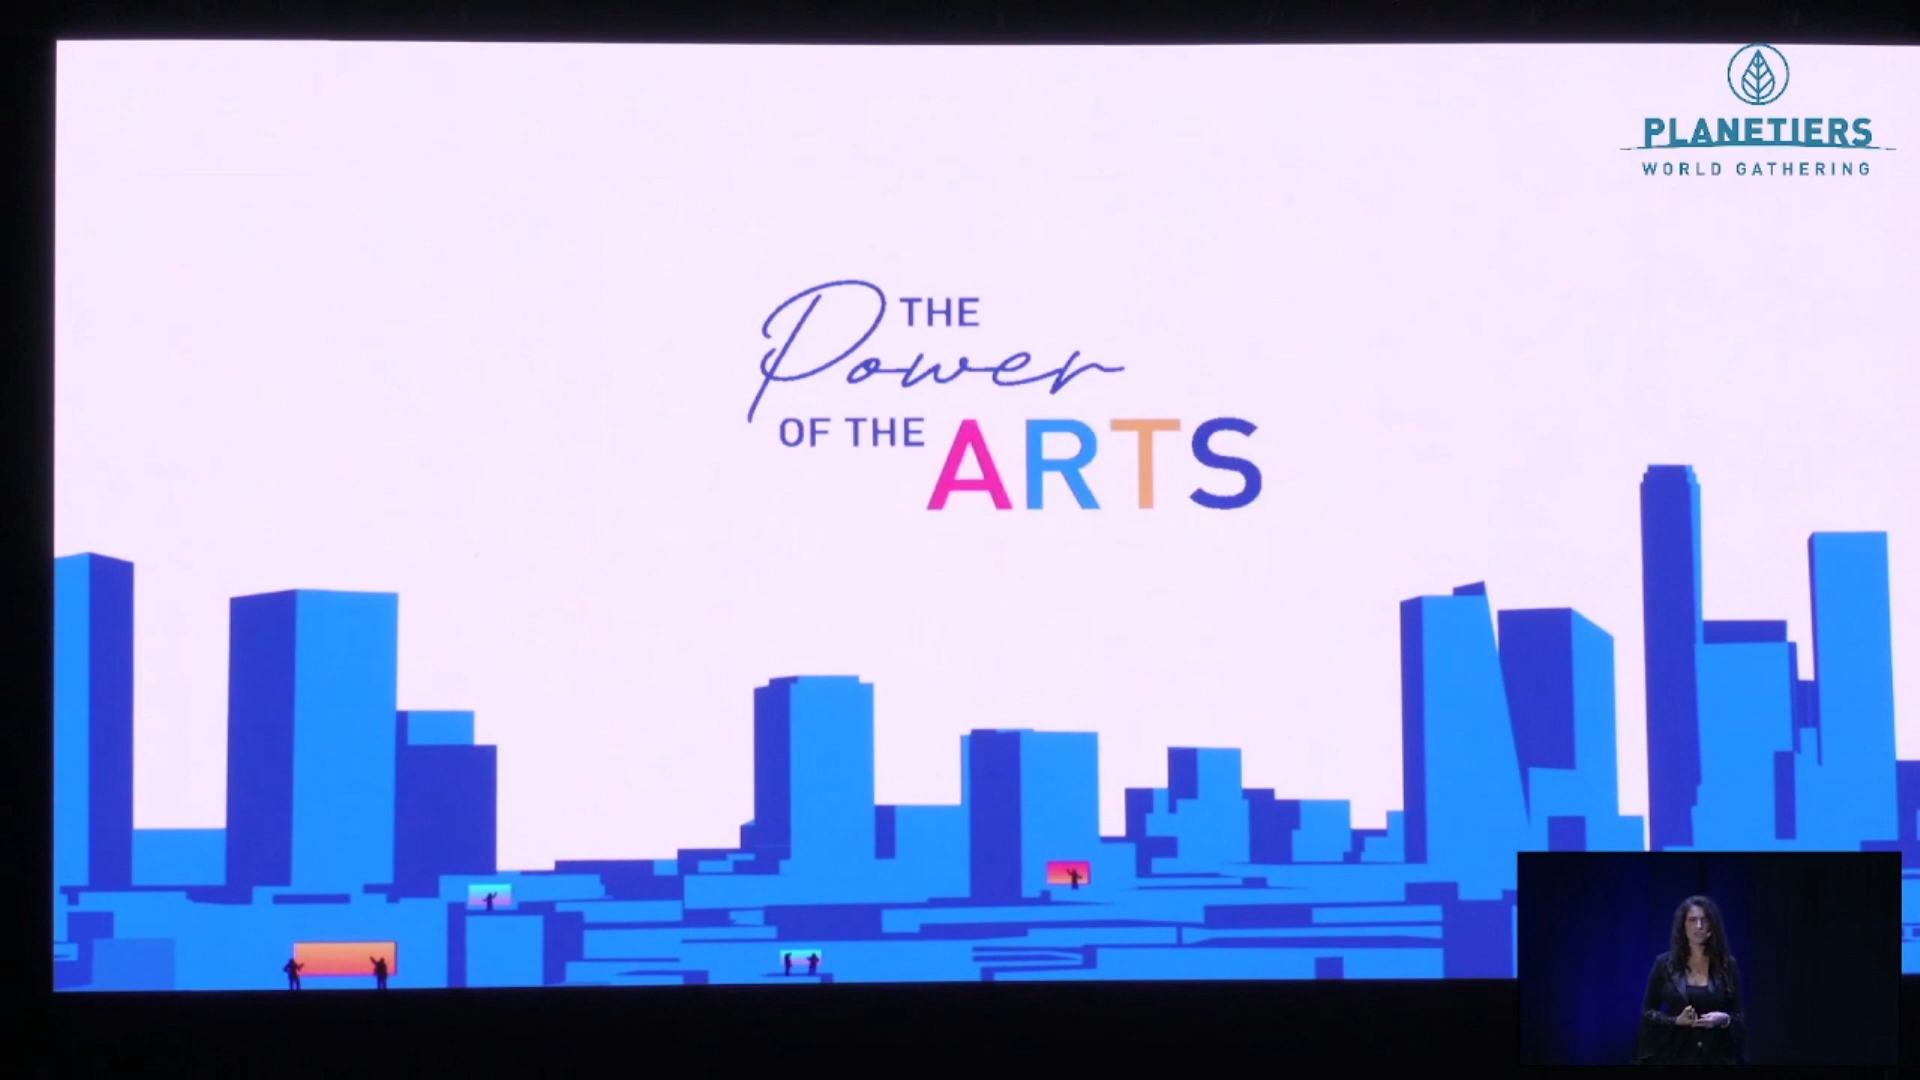 PLANETIERS
WORLD GATHERING
THE
Power
OF THE ARTS